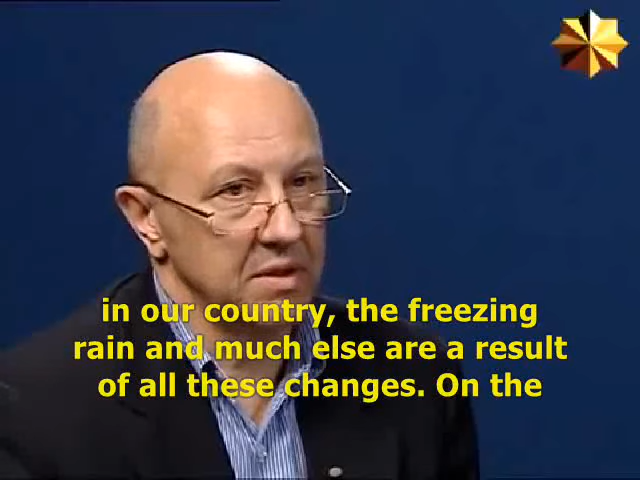 in our country, the freezing
rain and much else are a result
of all these changes. On the